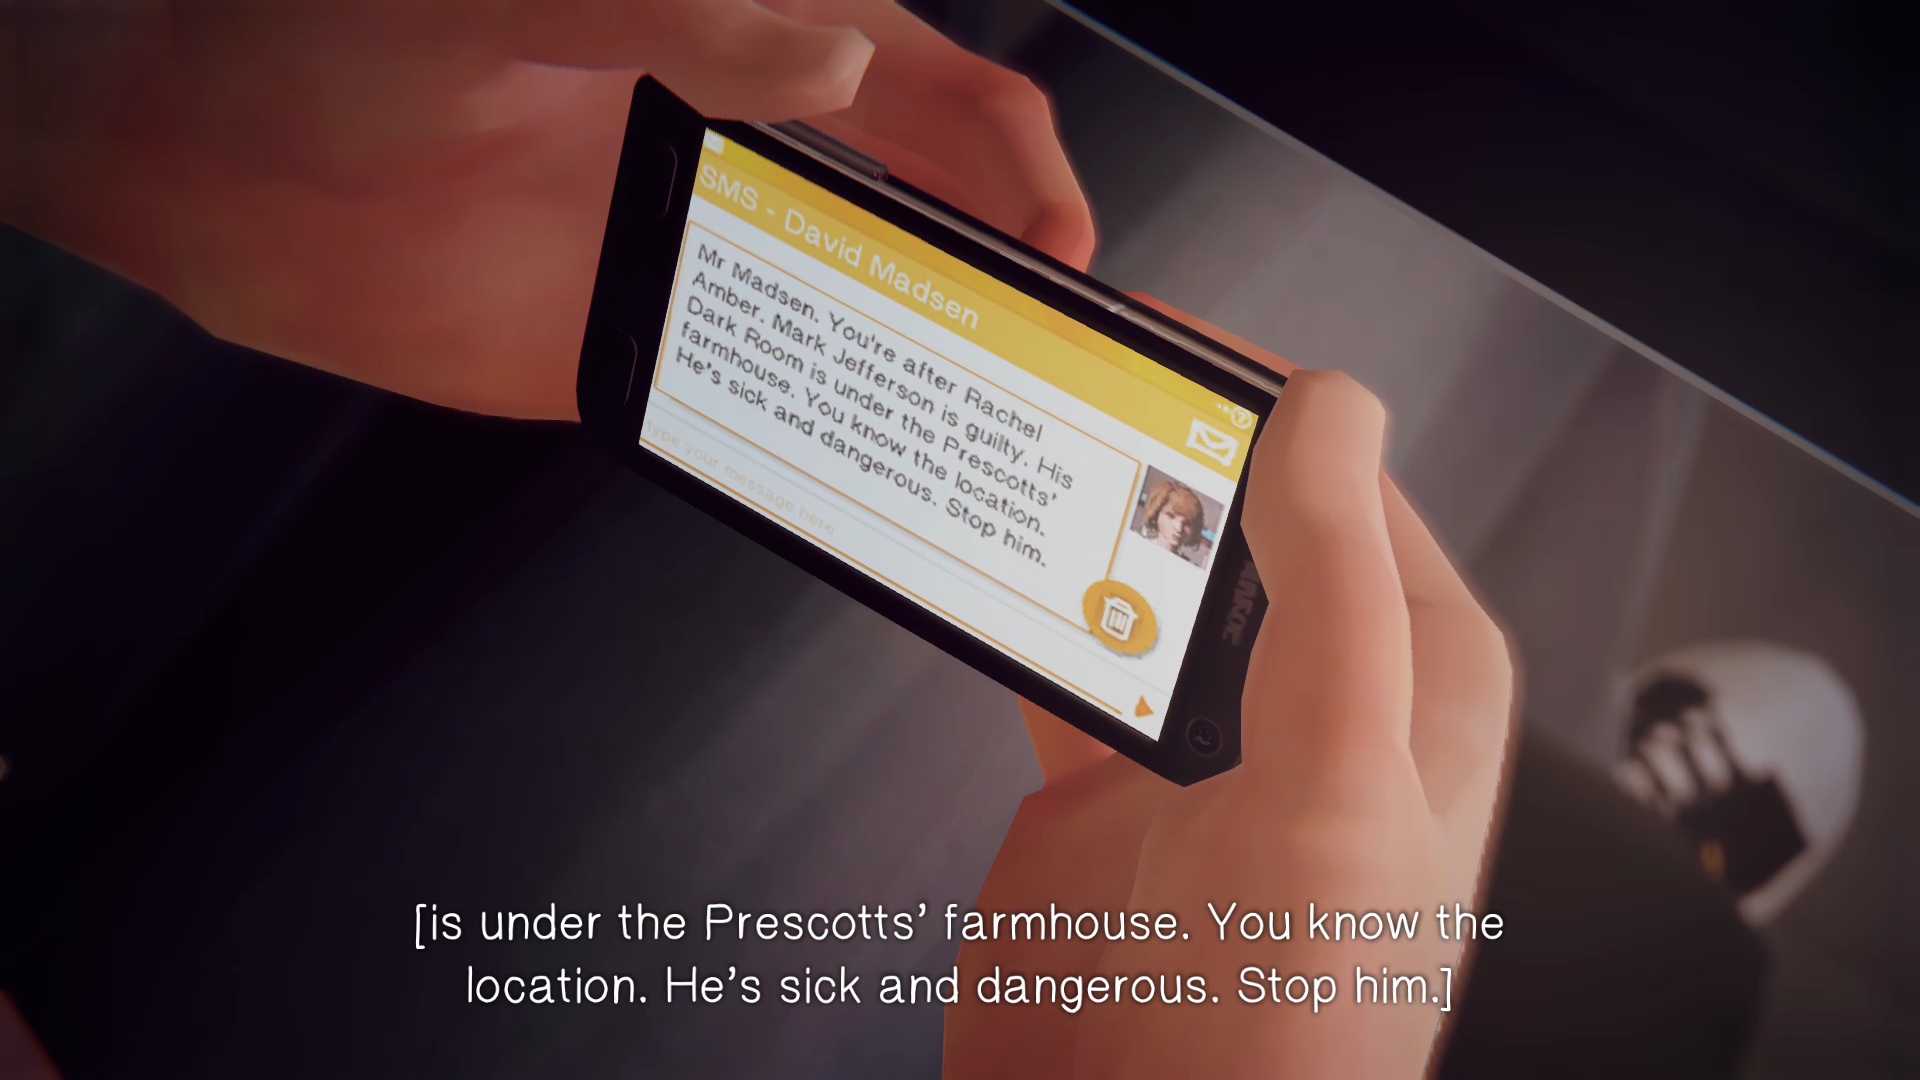 SMS - David Madsen
Mr Madsen. You're after Rachel
Amber. Mark Jefferson is guilty. His
Dark Room is under the Prescotts'
farmhouse. You know the location.
He's sick and dangerous. Stop him.
type your message here
[is under the Prescotts’ farmhouse. You know the
location. He’s sick and dangerous. Stop him.]